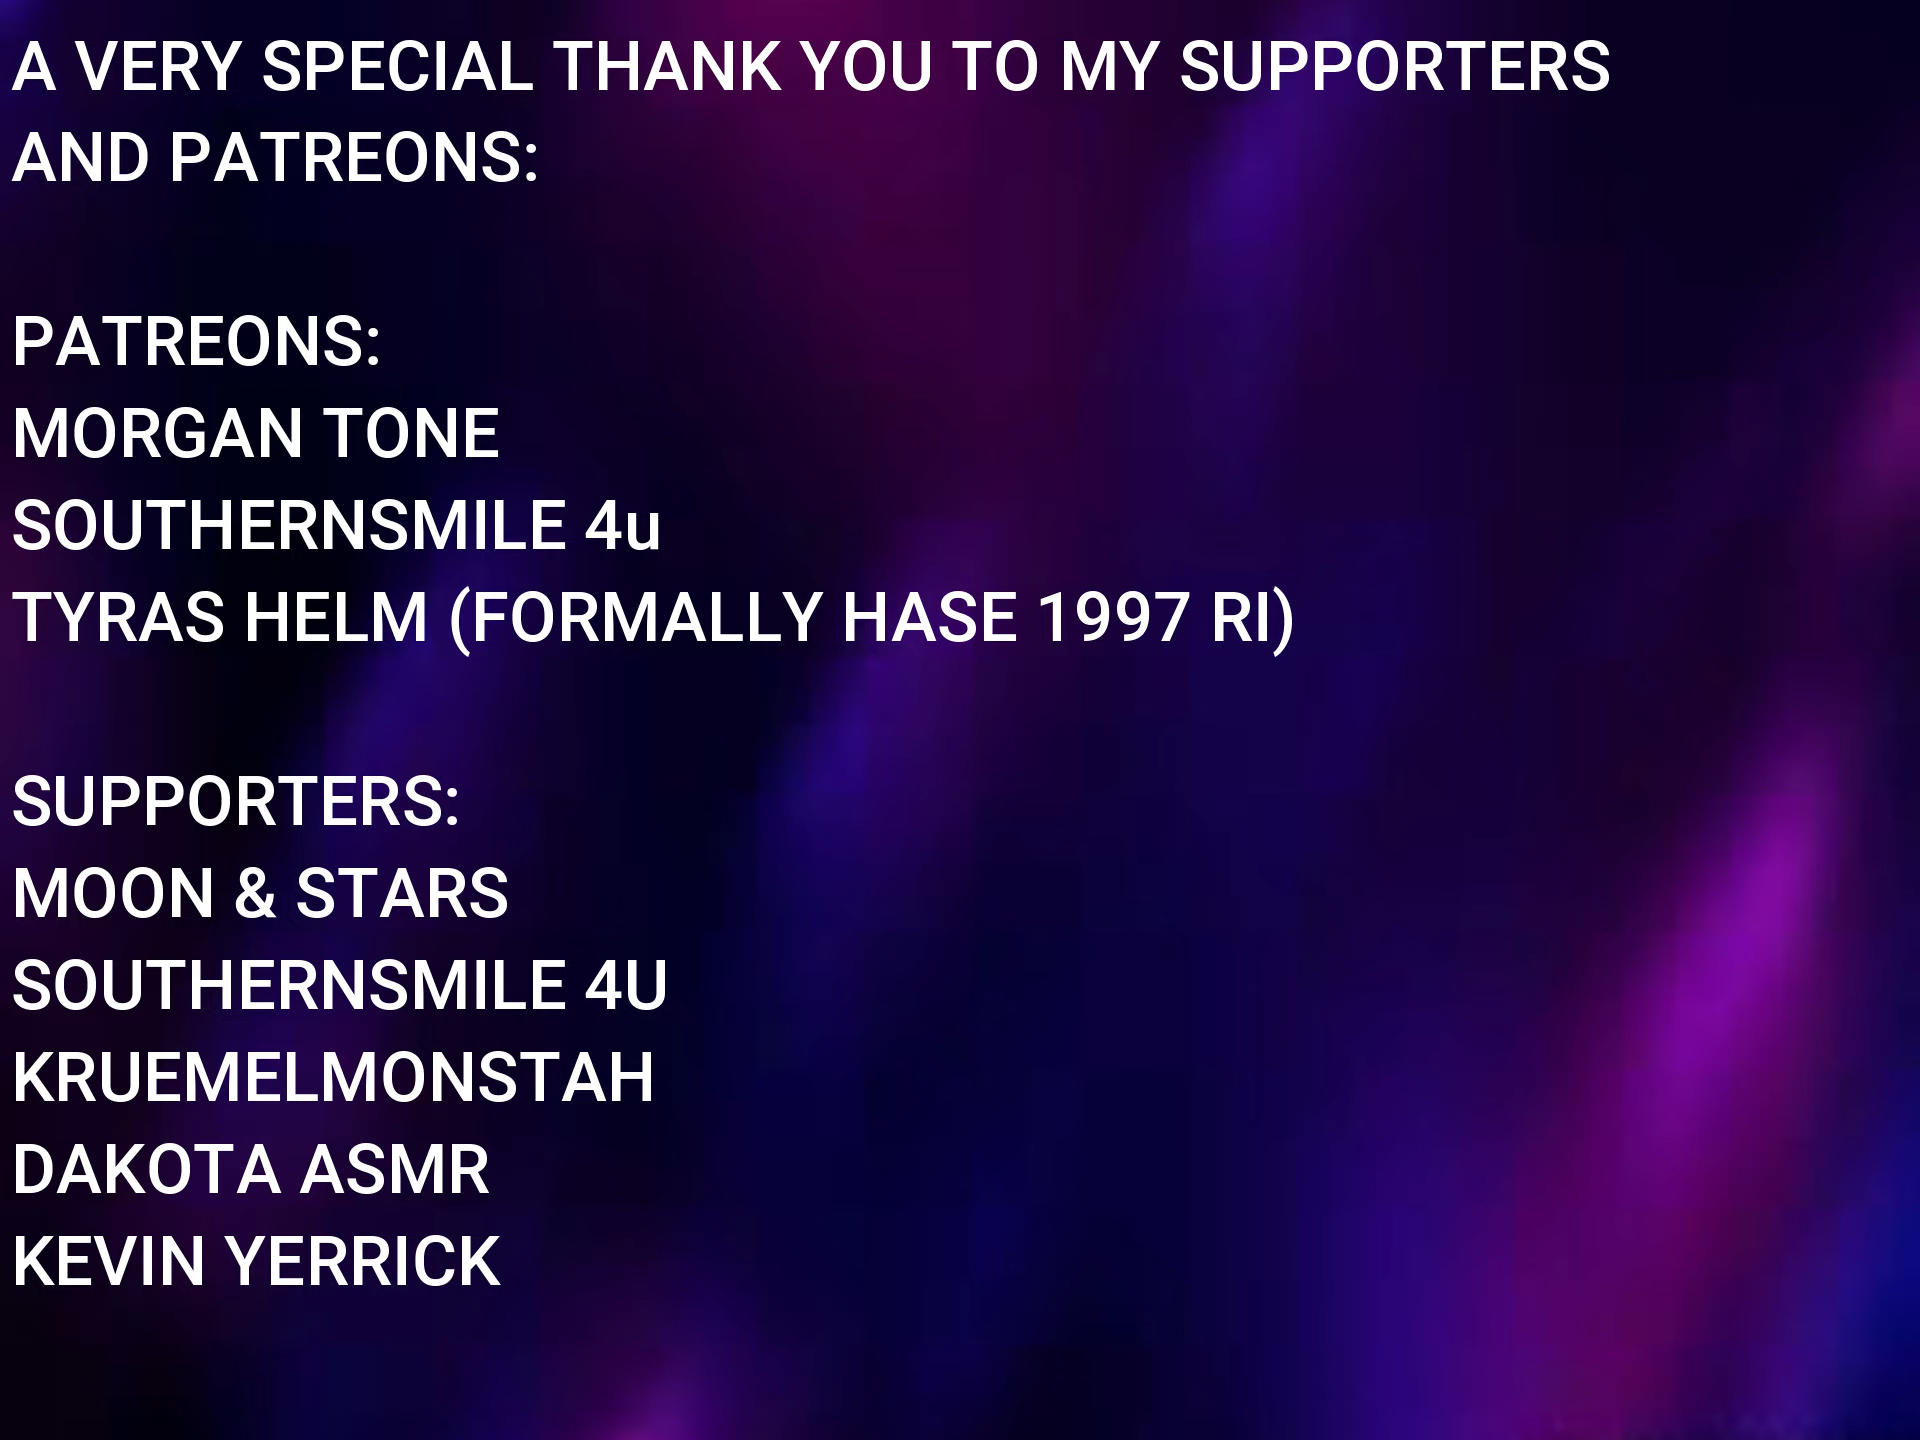 A VERY SPECIAL THANK YOU TO MY SUPPORTERS
AND PATREONS:
PATREONS:
MORGAN TONE
SOUTHERNSMILE 4u
TYRAS HELM (FORMALLY HASE 1997 RI)
SUPPORTERS:
MOON & STARS
SOUTHERNSMILE 4U
KRUEMELMONSTAH
DAKOTA ASMR
KEVIN YERRICK